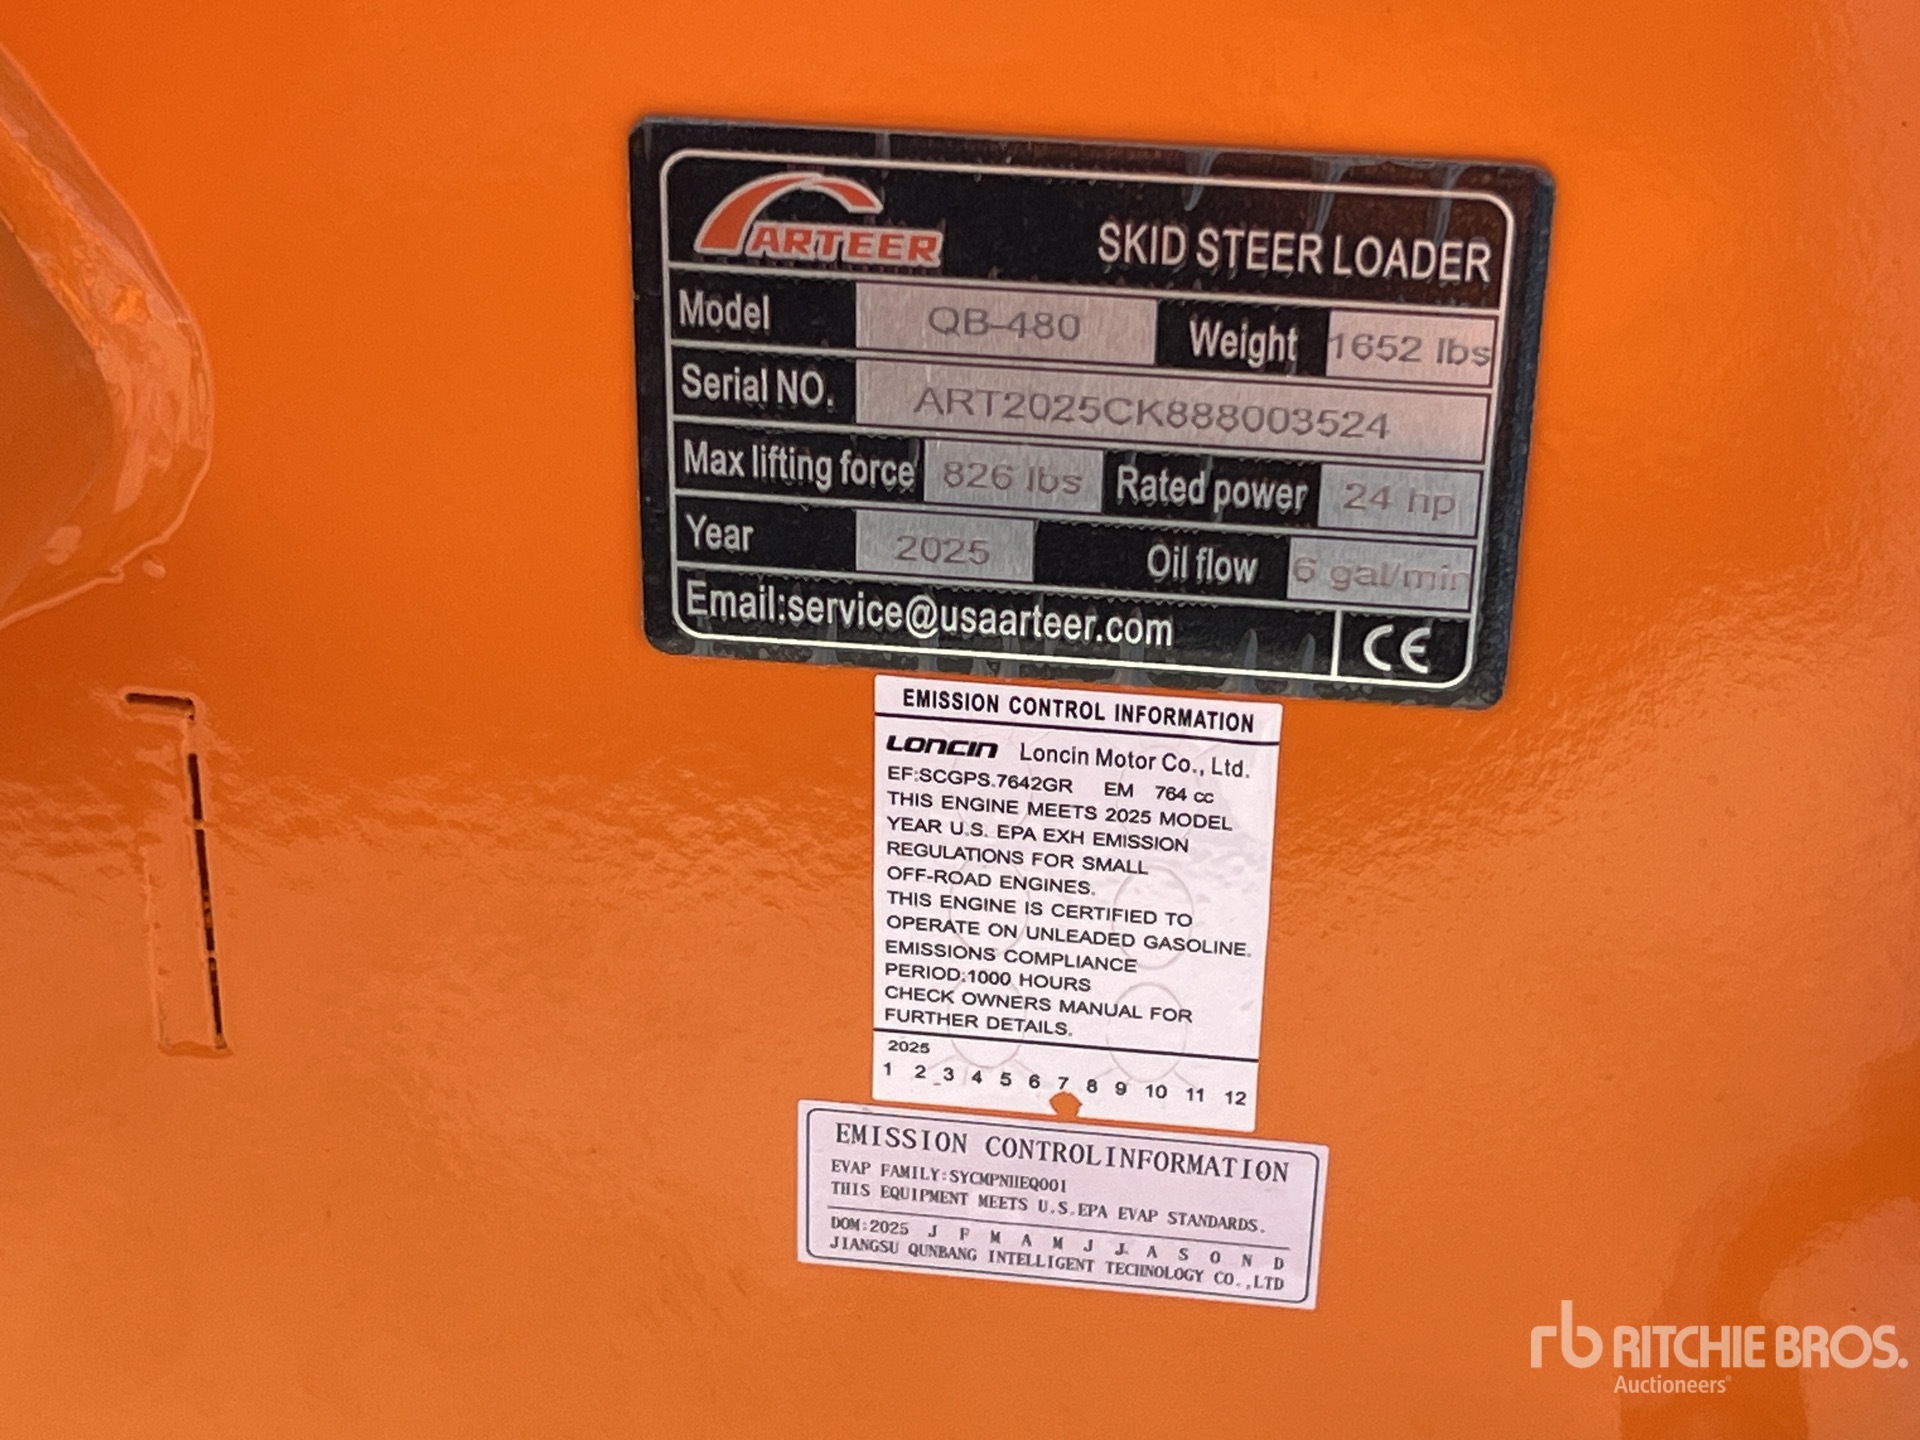 ARTEER SKID STEER LOADER
Model QB-480 Weight 1652 lbs
Serial NO. ART2025CK888003524
Max lifting force 826 lbs Rated power 24 hp
Year 2025 Oil flow 6 gal/min
Email:service@usaarteer.com CE
EMISSION CONTROL INFORMATION
LONCIN Loncin Motor Co., Ltd.
EF:SCGPS.7642GR EM 764 cc
THIS ENGINE MEETS 2025 MODEL
YEAR U.S. EPA EXH EMISSION
REGULATIONS FOR SMALL
OFF-ROAD ENGINES.
THIS ENGINE IS CERTIFIED TO
OPERATE ON UNLEADED GASOLINE.
EMISSIONS COMPLIANCE
PERIOD:1000 HOURS
CHECK OWNERS MANUAL FOR
FURTHER DETAILS.
2025
1 2 3 4 5 6 7 8 9 10 11 12
EMISSION CONTROLINFORMATION
EVAP FAMILY:
THIS EQUIPMENT MEETS U.S.EPA EVAP STANDARDS.
DOM:2025 J F M A M J J A S O N D
JIANGSU QUNBANG INTELLIGENT TECHNOLOGY CO.,LTD
rb RITCHIE BROS.
Auctioneers